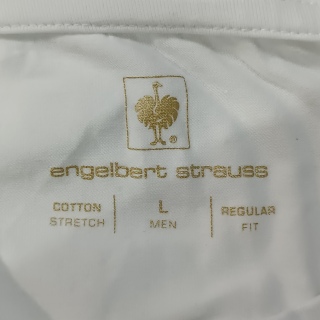 ®
engelbert strauss
COTTON STRETCH
L MEN
REGULAR FIT